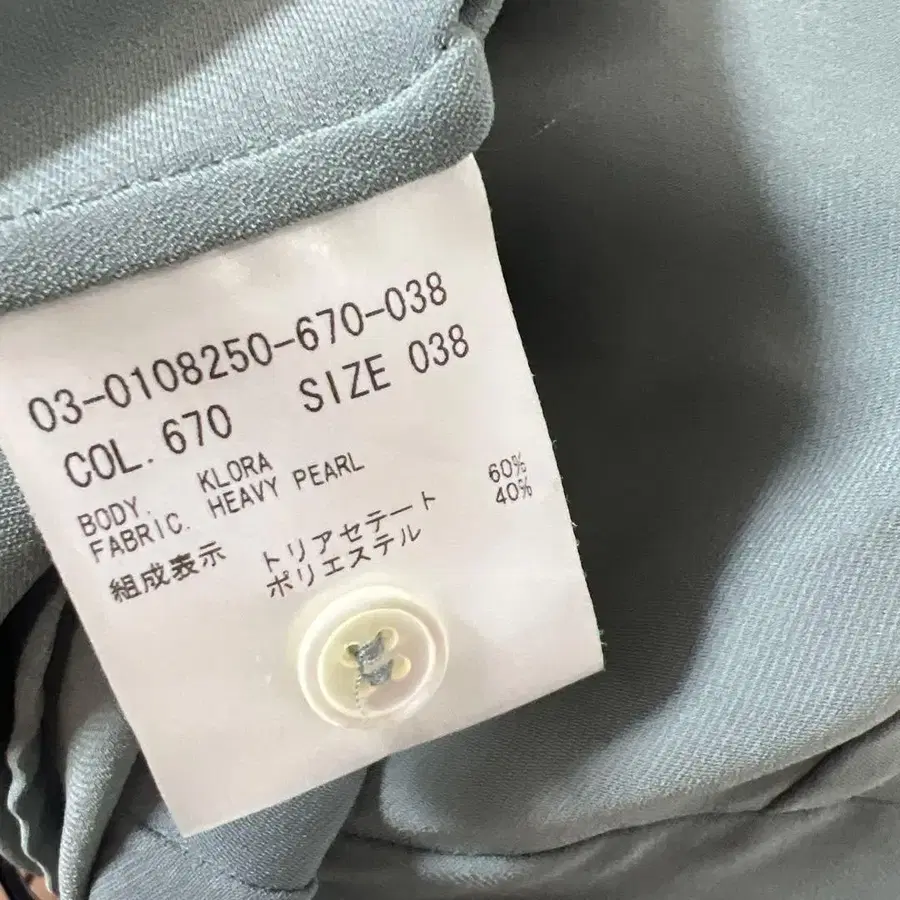 03-0108250-670-038
COL. 670 SIZE 038
BODY. KLORA
FABRIC. HEAVY PEARL
組成表示 トリアセテート 60%
ポリエステル 40%